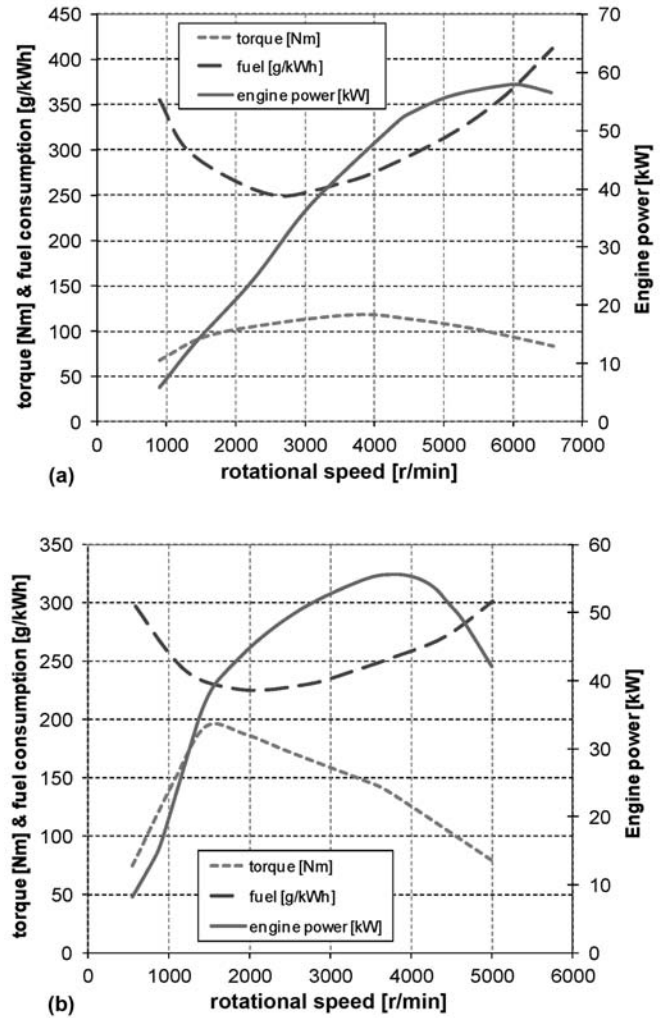 torque [Nm] & fuel consumption [g/kWh]
450
400
350
300
250
200
150
100
50
0
torque [Nm]
fuel [g/kWh]
engine power [kW]
70
60
50
40
30
20
10
0
Engine power [kW]
0 1000 2000 3000 4000 5000 6000 7000
rotational speed [r/min]
(a)
torque [Nm] & fuel consumption [g/kWh]
350
300
250
200
150
100
50
0
torque [Nm]
fuel [g/kWh]
engine power [kW]
60
50
40
30
20
10
0
Engine power [kW]
0 1000 2000 3000 4000 5000 6000
rotational speed [r/min]
(b)